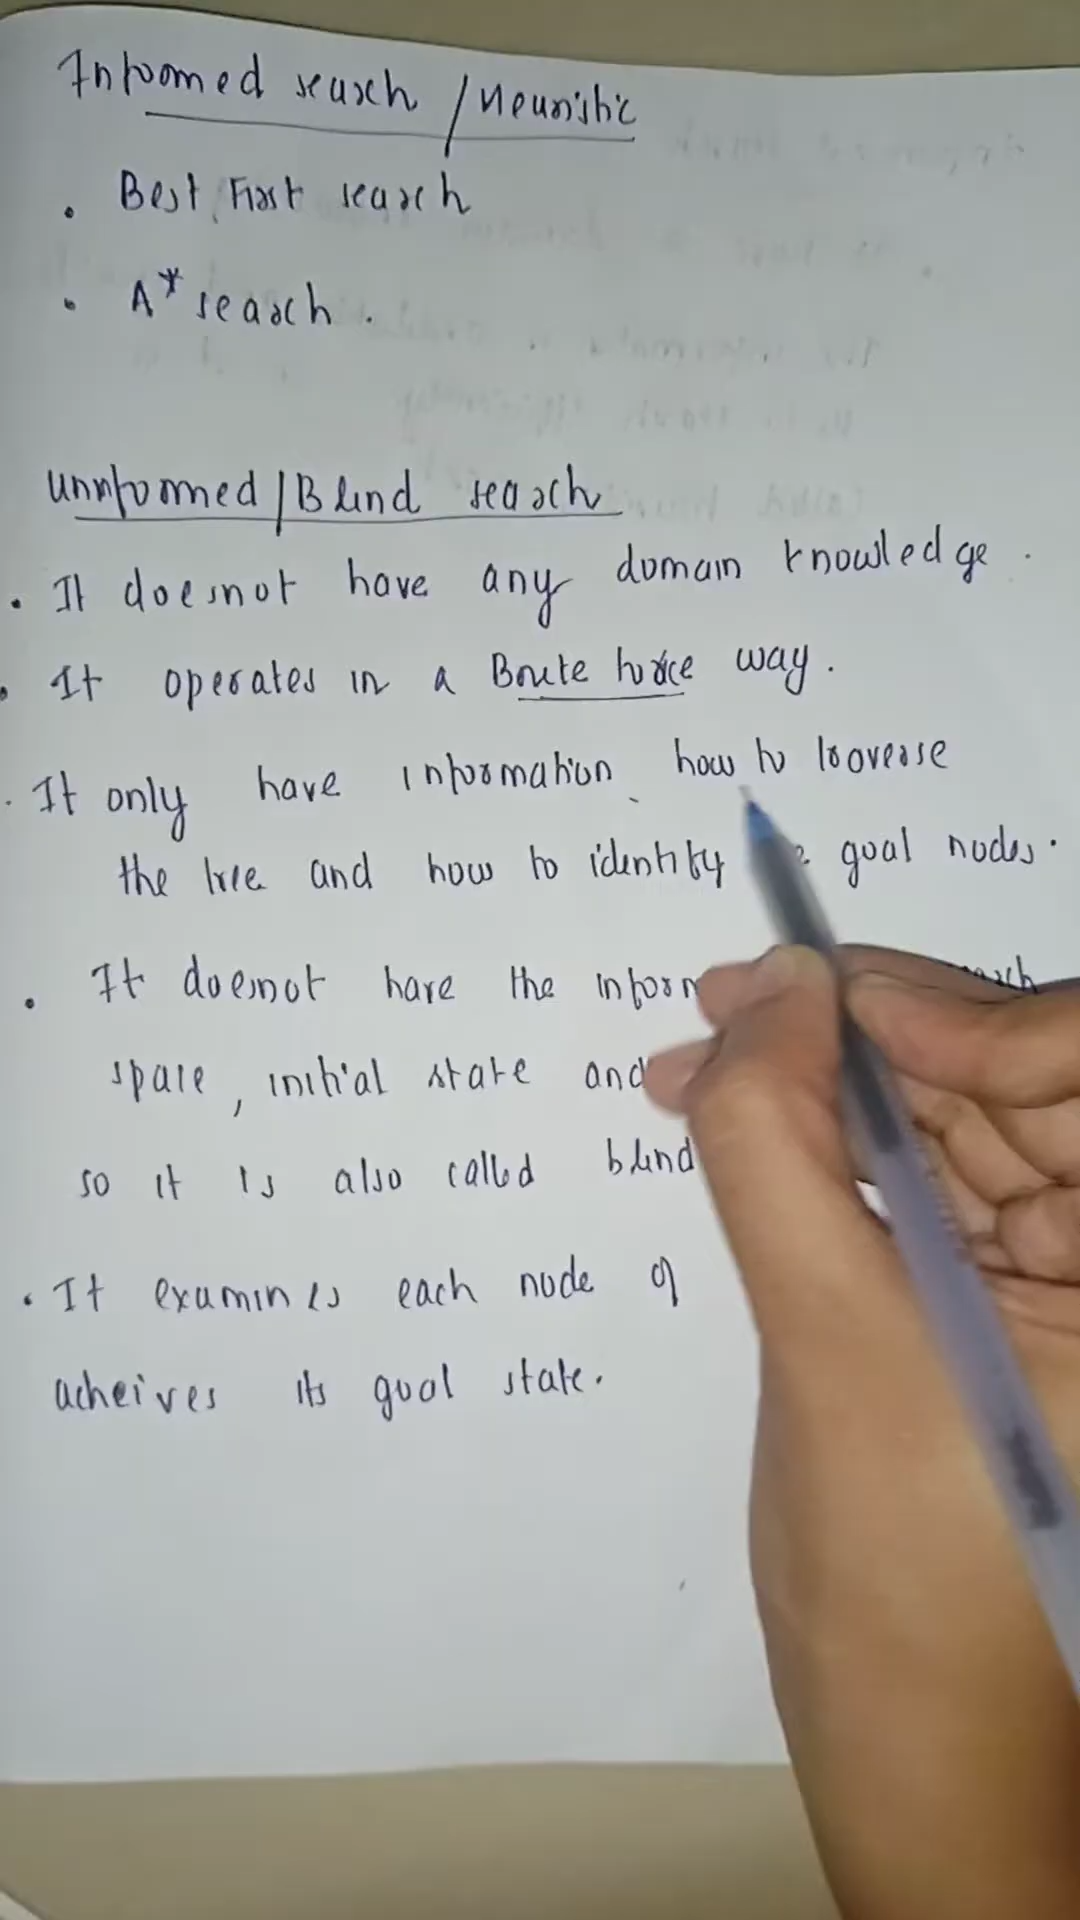 Informed search / Heuristic
. Best First search
. A* search.
uninformed / Blind search
. It doesnot have any domain knowledge .
. It operates in a Brute force way .
. It only have information how to traverse
the tree and how to identify goal nodes .
. It doesnot have the
space, initial state and
so it is also called blind
. It examines each node of
acheives its goal state .